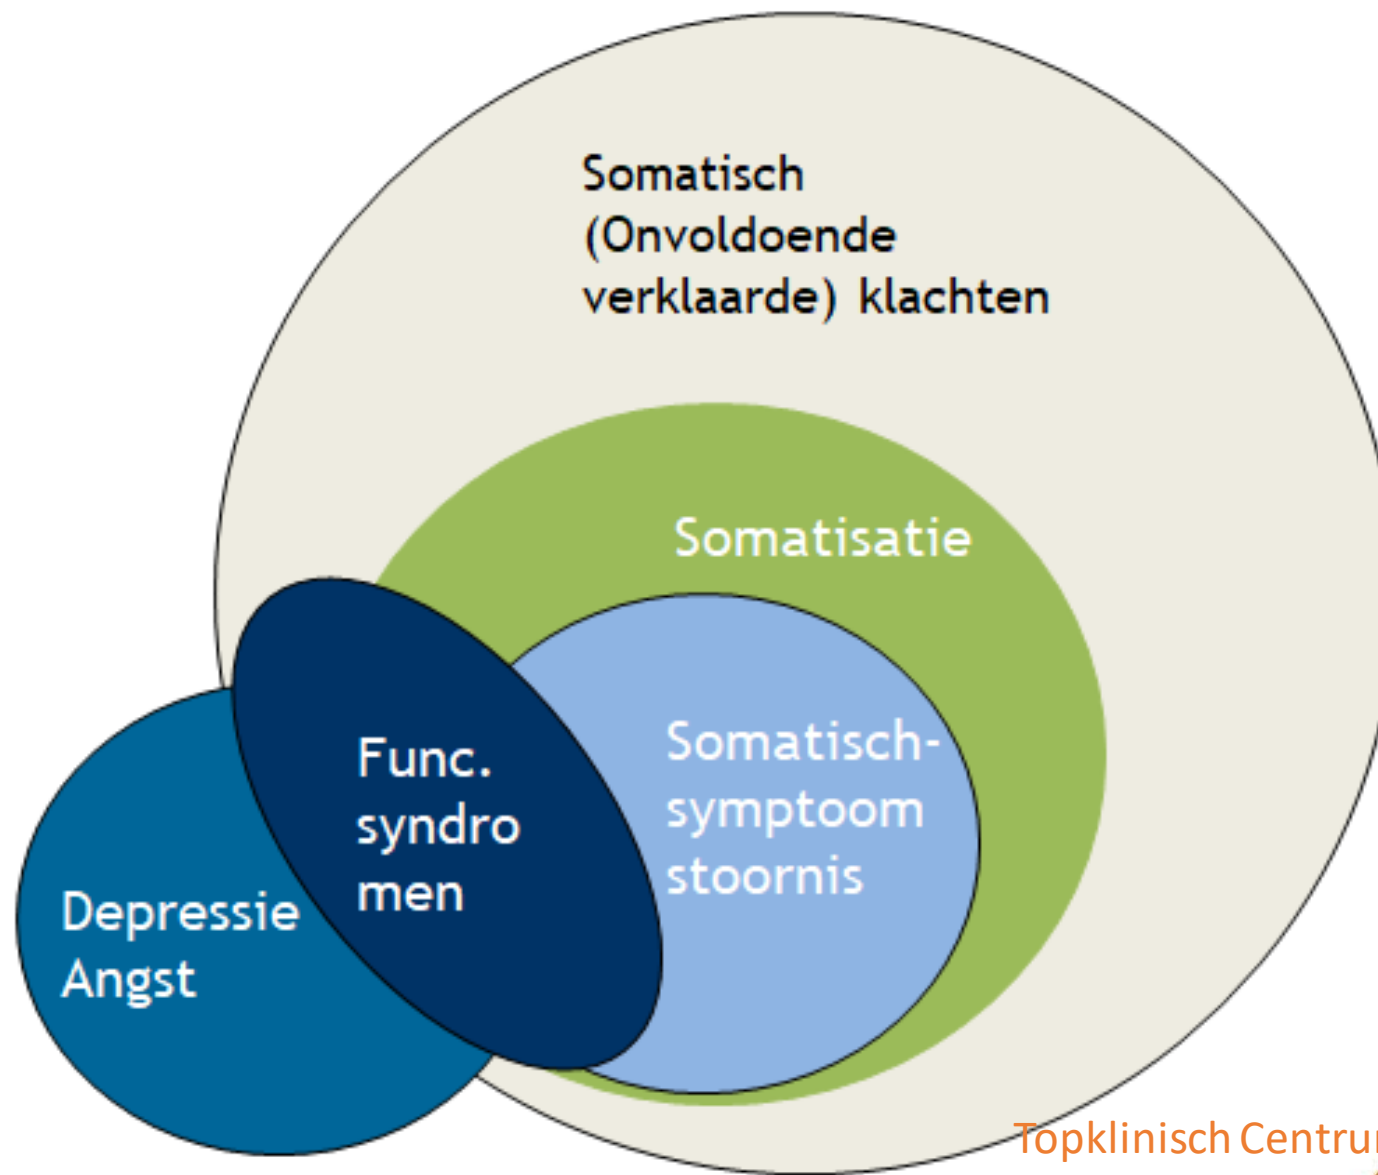 Somatisch
(Onvoldoende
verklaarde) klachten
Somatisatie
Somatisch-
symptoom
stoornis
Func.
syndro
men
Depressie
Angst
Topklinisch